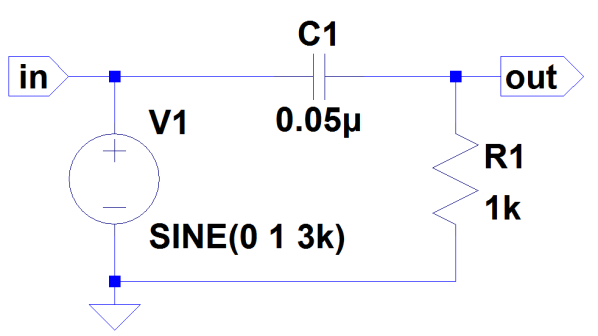 C1
in
out
V1
0.05µ
R1
1k
SINE(0 1 3k)